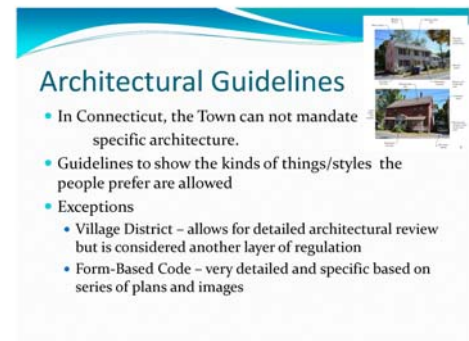 Architectural Guidelines
• In Connecticut, the Town can not mandate
specific architecture.
• Guidelines to show the kinds of things/styles the
people prefer are allowed
• Exceptions
• Village District – allows for detailed architectural review
but is considered another layer of regulation
• Form-Based Code – very detailed and specific based on
series of plans and images